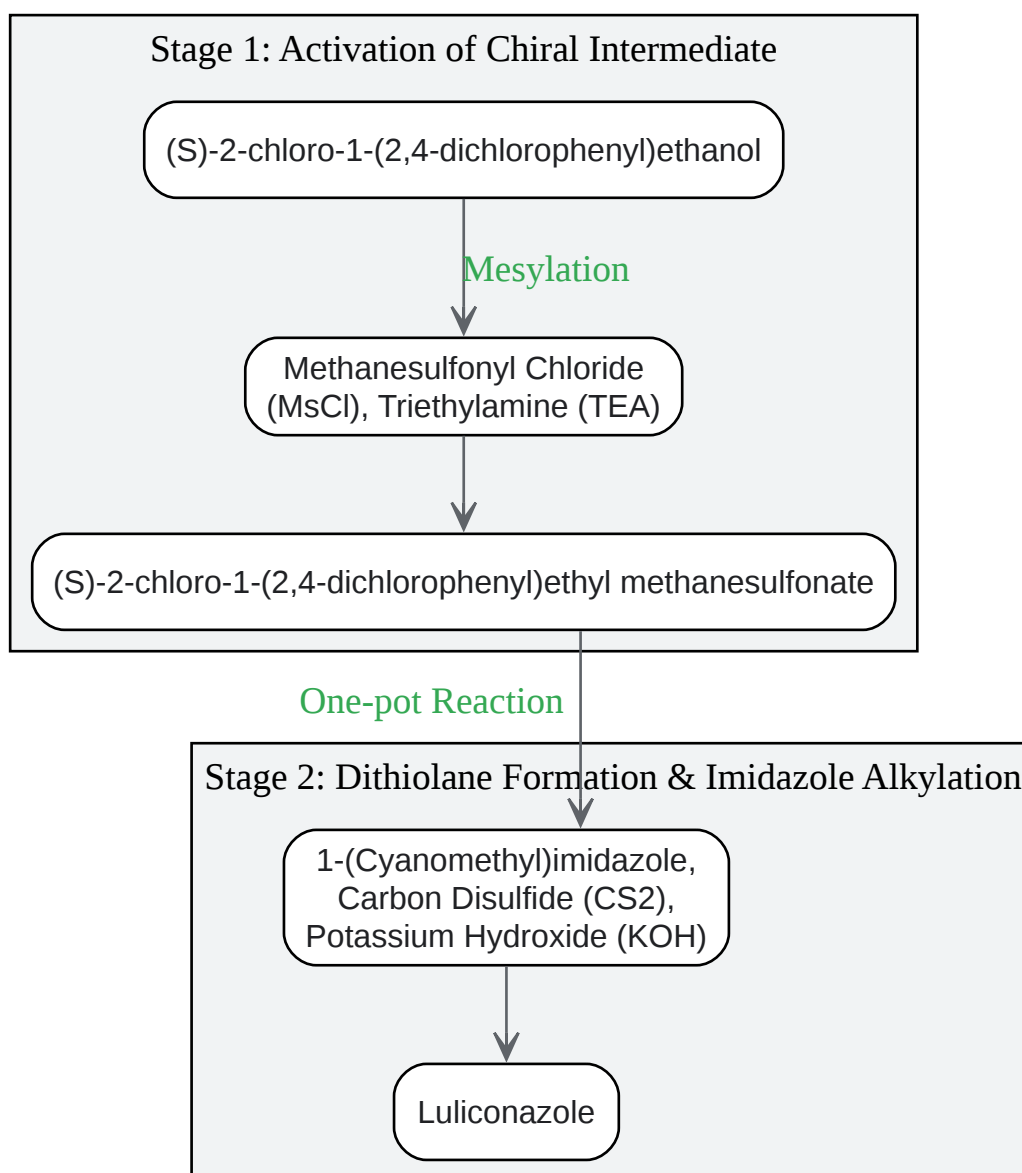 Stage 1: Activation of Chiral Intermediate
(S)-2-chloro-1-(2,4-dichlorophenyl)ethanol
Mesylation
Methanesulfonyl Chloride
(MsCl), Triethylamine (TEA)
(S)-2-chloro-1-(2,4-dichlorophenyl)ethyl methanesulfonate
One-pot Reaction
Stage 2: Dithiolane Formation & Imidazole Alkylation
1-(Cyanomethyl)imidazole,
Carbon Disulfide (CS2),
Potassium Hydroxide (KOH)
Luliconazole